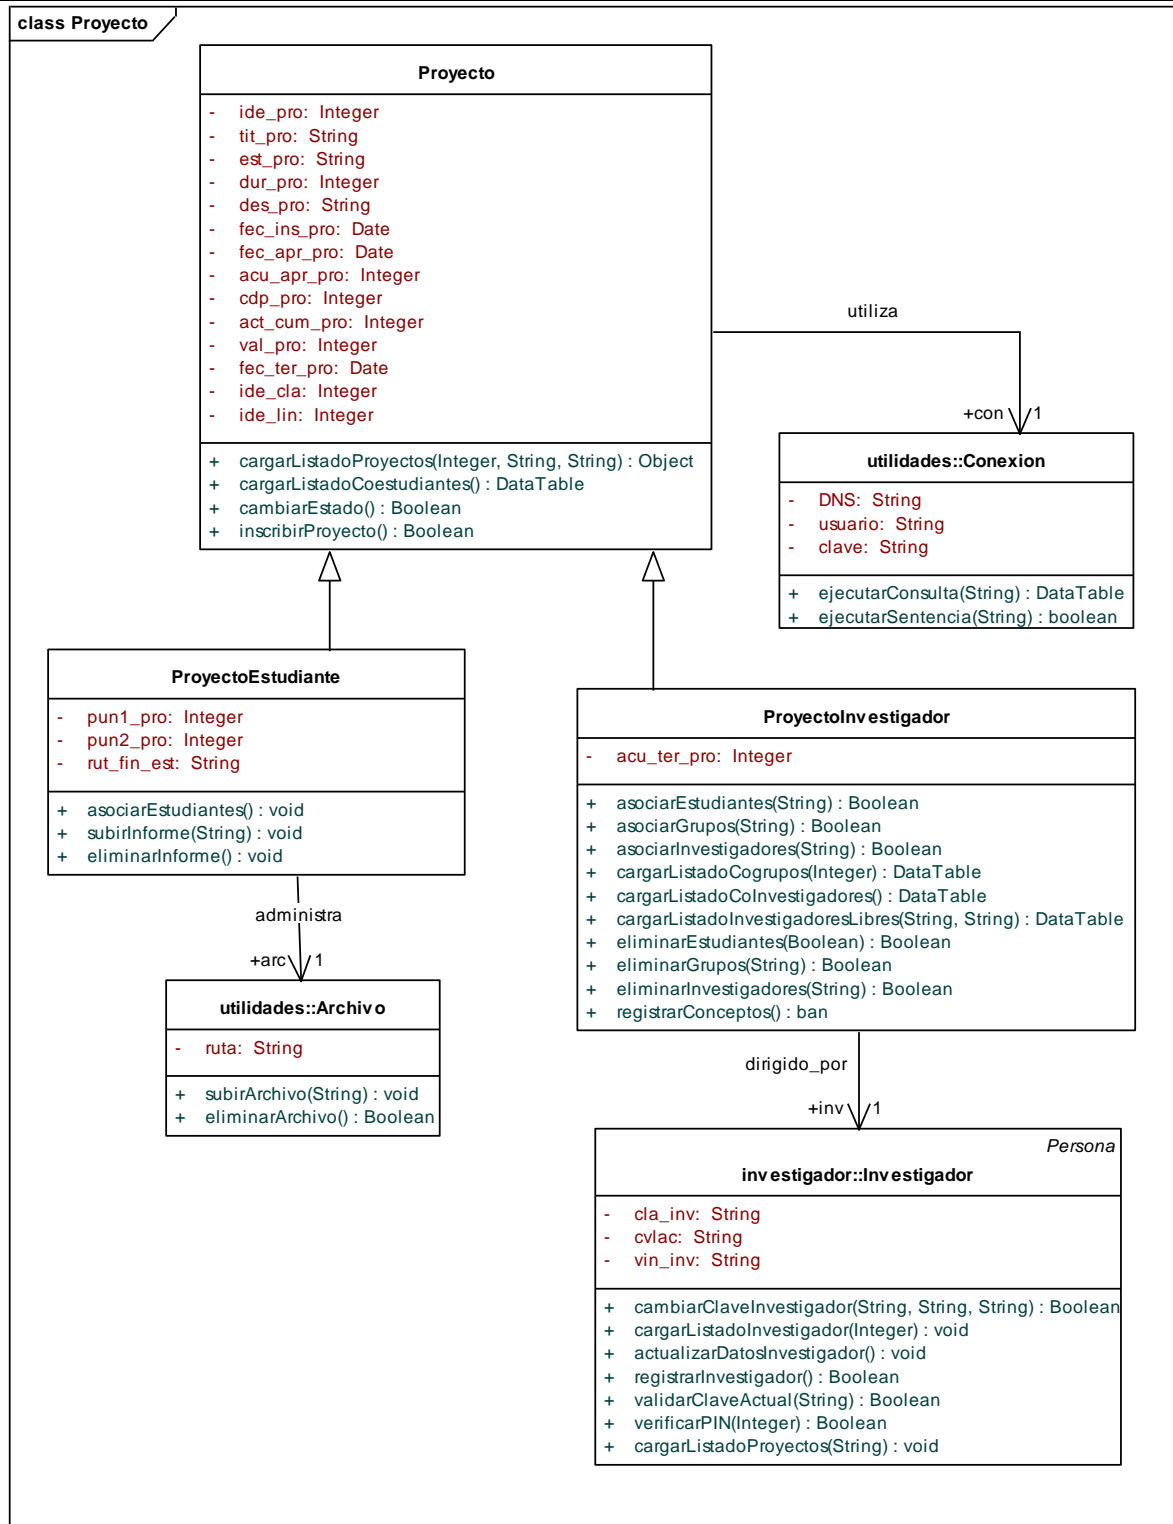 class Proyecto
Proyecto
- ide_pro: Integer
- tit_pro: String
- est_pro: String
- dur_pro: Integer
- des_pro: String
- fec_ins_pro: Date
- fec_apr_pro: Date
- acu_apr_pro: Integer
- cdp_pro: Integer
- act_cum_pro: Integer
- val_pro: Integer
- fec_ter_pro: Date
- ide_cla: Integer
- ide_lin: Integer
+ cargarListadoProyectos(Integer, String, String) : Object
+ cargarListadoCoestudiantes() : DataTable
+ cambiarEstado() : Boolean
+ inscribirProyecto() : Boolean
utiliza
+con 1
utilidades::Conexion
- DNS: String
- usuario: String
- clave: String
+ ejecutarConsulta(String) : DataTable
+ ejecutarSentencia(String) : boolean
ProyectoEstudiante
- pun1_pro: Integer
- pun2_pro: Integer
- rut_fin_est: String
+ asociarEstudiantes() : void
+ subirInforme(String) : void
+ eliminarInforme() : void
administra
+arc 1
utilidades::Archivo
- ruta: String
+ subirArchivo(String) : void
+ eliminarArchivo() : Boolean
ProyectoInvestigador
- acu_ter_pro: Integer
+ asociarEstudiantes(String) : Boolean
+ asociarGrupos(String) : Boolean
+ asociarInvestigadores(String) : Boolean
+ cargarListadoCogrupos(Integer) : DataTable
+ cargarListadoCoInvestigadores() : DataTable
+ cargarListadoInvestigadoresLibres(String, String) : DataTable
+ eliminarEstudiantes(Boolean) : Boolean
+ eliminarGrupos(String) : Boolean
+ eliminarInvestigadores(String) : Boolean
+ registrarConceptos() : ban
dirigido_por
+inv 1
Persona
investigador::Investigador
- cla_inv: String
- cvlac: String
- vin_inv: String
+ cambiarClaveInvestigador(String, String, String) : Boolean
+ cargarListadoInvestigador(Integer) : void
+ actualizarDatosInvestigador() : void
+ registrarInvestigador() : Boolean
+ validarClaveActual(String) : Boolean
+ verificarPIN(Integer) : Boolean
+ cargarListadoProyectos(String) : void